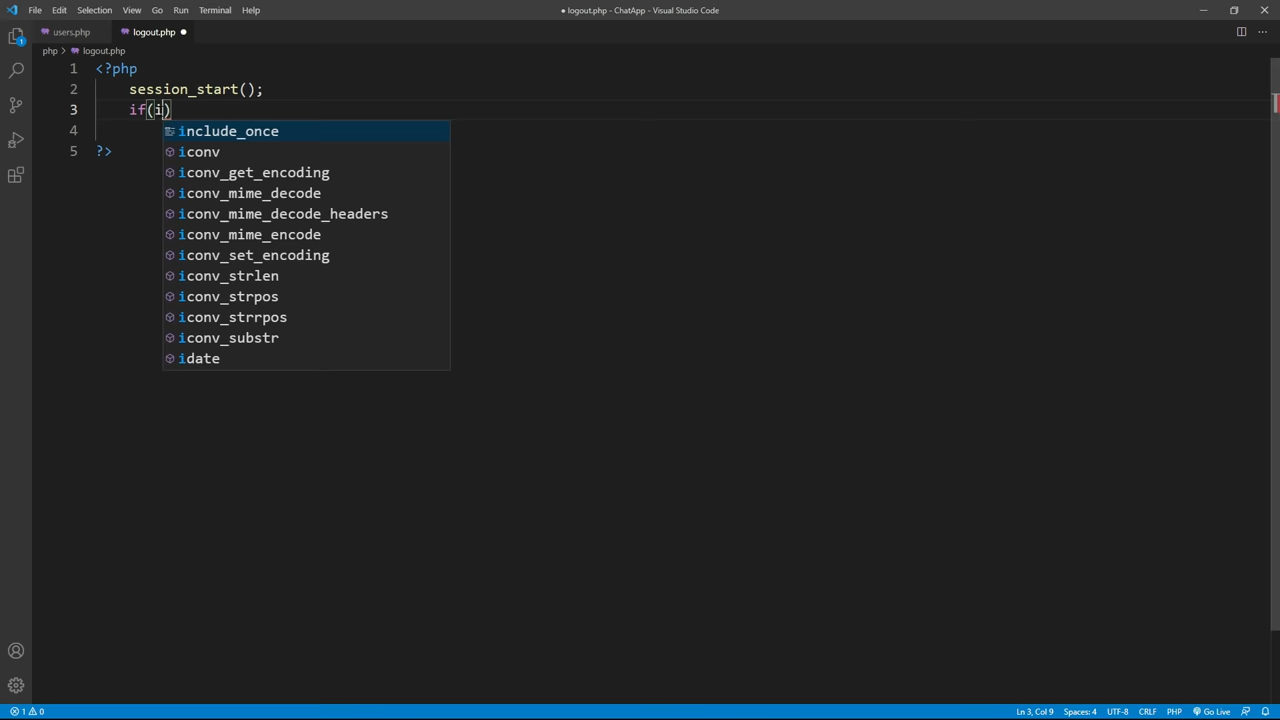 File Edit Selection View Go Run Terminal Help
● logout.php - ChatApp - Visual Studio Code
users.php
logout.php
php > logout.php
1 <?php
2 session_start();
3 if(i)
4
5 ?>
include_once
iconv
iconv_get_encoding
iconv_mime_decode
iconv_mime_decode_headers
iconv_mime_encode
iconv_set_encoding
iconv_strlen
iconv_strpos
iconv_strrpos
iconv_substr
idate
1
1 0
Ln 3, Col 9 Spaces: 4 UTF-8 CRLF PHP Go Live